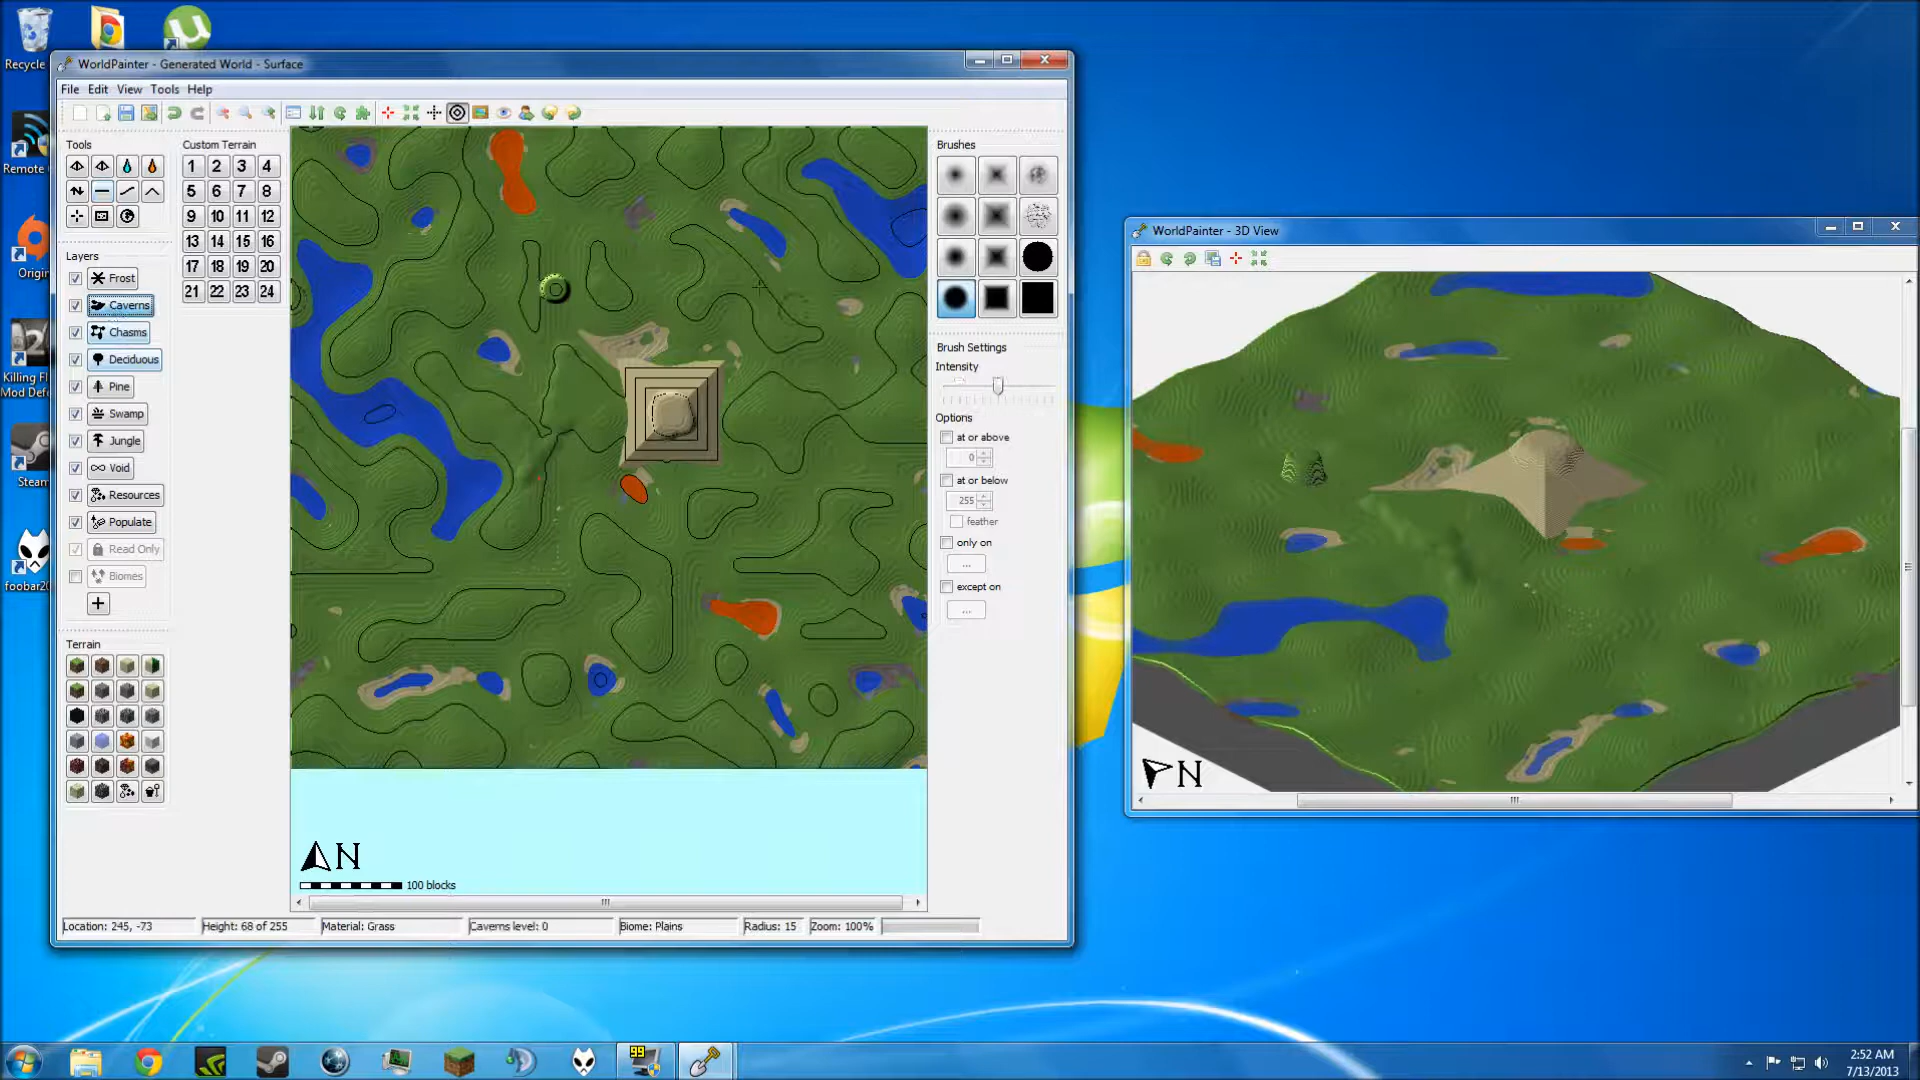 Recycle
Remote
Origin
Killing Fl
Mod Defe
Steam
foobar20
WorldPainter - Generated World - Surface
File Edit View Tools Help
Tools
Custom Terrain
1 2 3 4
5 6 7 8
9 10 11 12
13 14 15 16
17 18 19 20
21 22 23 24
Layers
Frost
Caverns
Chasms
Deciduous
Pine
Swamp
Jungle
Void
Resources
Populate
Read Only
Biomes
+
Terrain
N
100 blocks
Brushes
Brush Settings
Intensity
Options
at or above
0
at or below
255
feather
only on
...
except on
...
Location: 245, -73 Height: 68 of 255 Material: Grass Caverns level: 0 Biome: Plains Radius: 15 Zoom: 100%
WorldPainter - 3D View
N
99
2:52 AM
7/13/2013